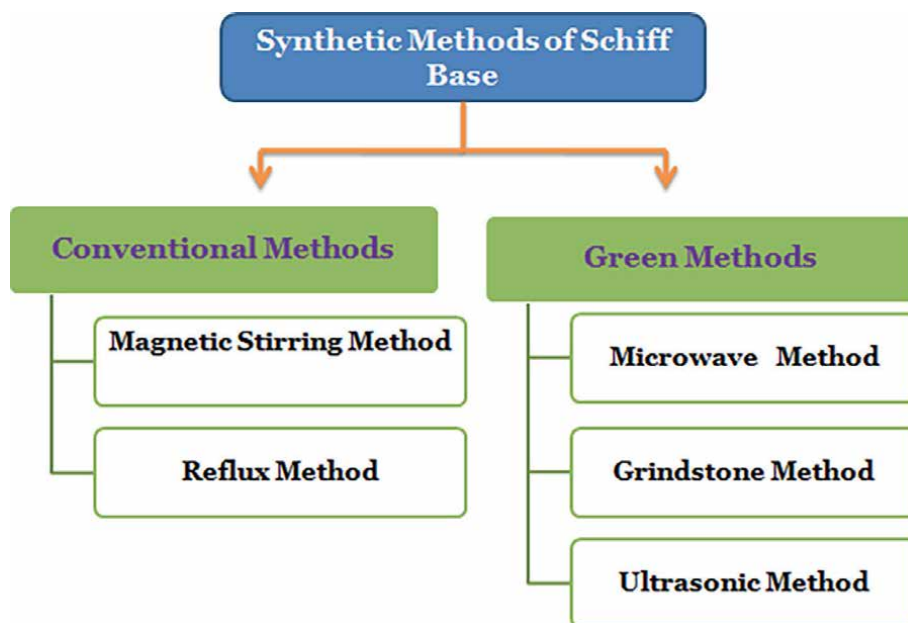 Synthetic Methods of Schiff
Base
Conventional Methods
Magnetic Stirring Method
Reflux Method
Green Methods
Microwave Method
Grindstone Method
Ultrasonic Method